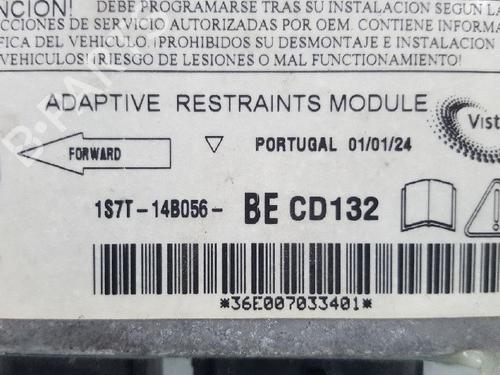 DEBE PROGRAMARSE TRAS SU INSTALACION SEGUN LA
CCIONES DE SERVICIO AUTORIZADAS POR OEM. CONTIENE INFORMA
FICA DEL VEHICULO. ¡PROHIBIDOS SU DESMONTAJE E INSTALACION
VEHICULOS! ¡RIESGO DE LESIONES O MAL FUNCIONAMIENTO!
ADAPTIVE RESTRAINTS MODULE
Vist
FORWARD
PORTUGAL 01/01/24
1S7T-14B056- BE CD132
*36E007033401*